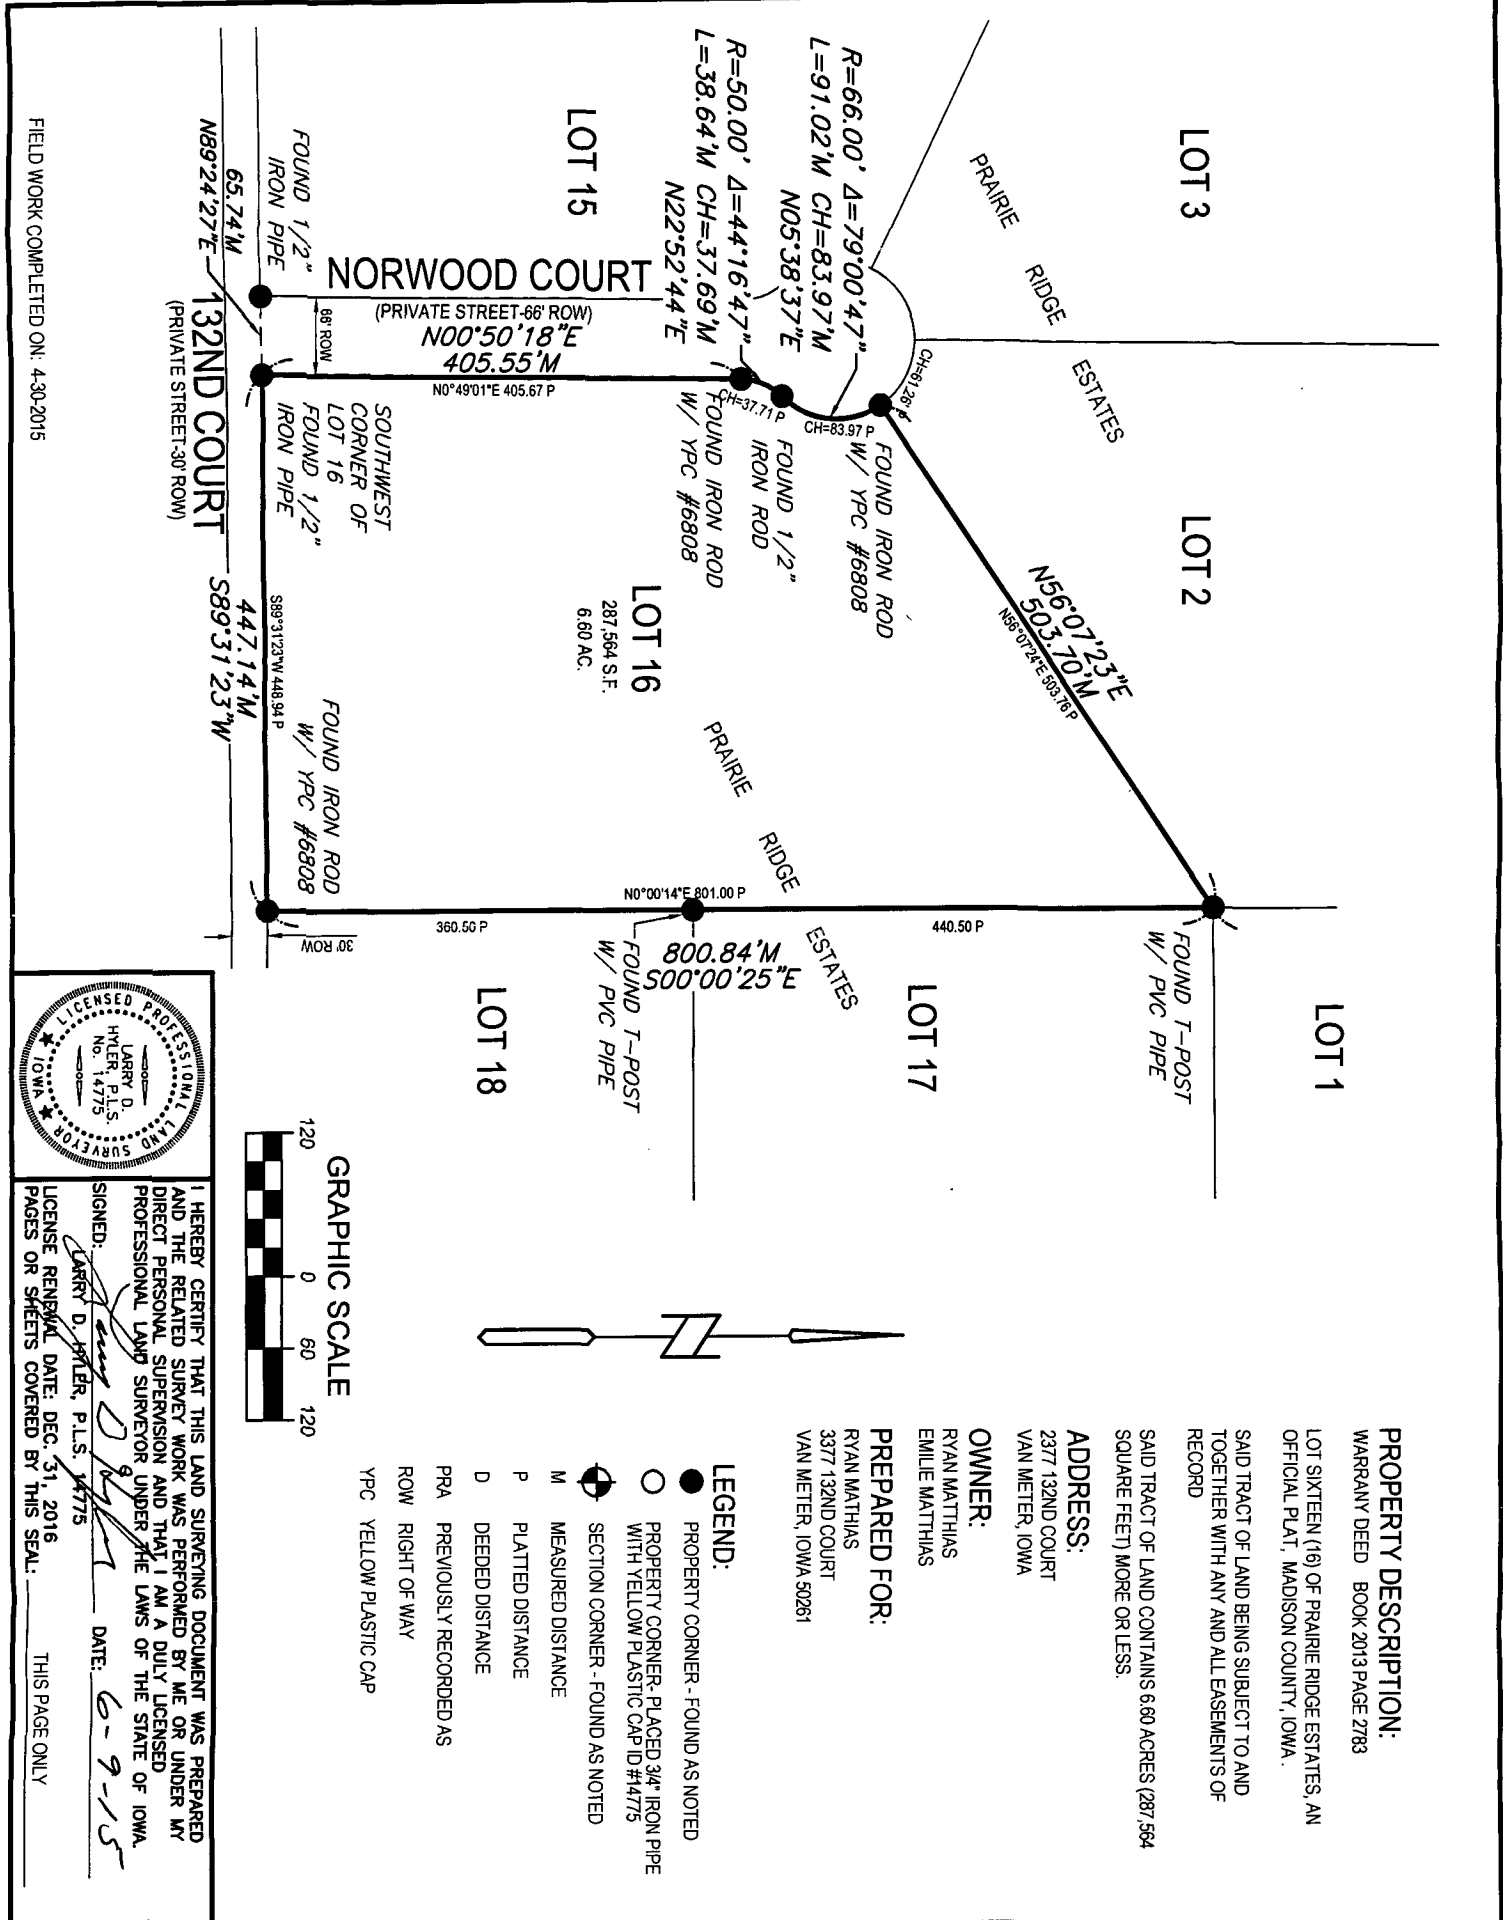 LOT 3
PRAIRIE
RIDGE
ESTATES
LOT 2
LOT 1
R=66.00' Δ=79°00'47"
L=91.02'M CH=83.97'M
N05°38'37"E
R=50.00' Δ=44°16'47"
L=38.64'M CH=37.69'M
N22°52'44"E
CH=61.26' P
CH=83.97 P
CH=37.71 P
FOUND IRON ROD
W/ YPC #6808
FOUND 1/2"
IRON ROD
FOUND IRON ROD
W/ YPC #6808
N56°07'23"E
503.70'M
N56°07'24"E 503.76 P
FOUND T-POST
W/ PVC PIPE
LOT 15
NORWOOD COURT
(PRIVATE STREET-66' ROW)
N00°50'18"E
405.55'M
N0°49'01"E 405.67 P
66' ROW
FOUND 1/2"
IRON PIPE
65.74'M
N89°24'27"E
132ND COURT
(PRIVATE STREET-30' ROW)
SOUTHWEST
CORNER OF
LOT 16
FOUND 1/2"
IRON PIPE
LOT 16
287,564 S.F.
6.60 AC.
PRAIRIE
RIDGE
ESTATES
S89°31'23"W 448.94 P
447.14'M
S89°31'23"W
FOUND IRON ROD
W/ YPC #6808
30' ROW
N0°00'14"E 801.00 P
360.50 P
440.50 P
800.84'M
S00°00'25"E
FOUND T-POST
W/ PVC PIPE
LOT 17
LOT 18
FIELD WORK COMPLETED ON: 4-30-2015
GRAPHIC SCALE
120 0 60 120
PROPERTY DESCRIPTION:
WARRANY DEED BOOK 2013 PAGE 2783
LOT SIXTEEN (16) OF PRAIRIE RIDGE ESTATES, AN
OFFICIAL PLAT, MADISON COUNTY, IOWA.
SAID TRACT OF LAND BEING SUBJECT TO AND
TOGETHER WITH ANY AND ALL EASEMENTS OF
RECORD
SAID TRACT OF LAND CONTAINS 6.60 ACRES (287,564
SQUARE FEET) MORE OR LESS.
ADDRESS:
2377 132ND COURT
VAN METER, IOWA
OWNER:
RYAN MATTHIAS
EMILIE MATTHIAS
PREPARED FOR:
RYAN MATHIAS
3377 132ND COURT
VAN METER, IOWA 50261
LEGEND:
PROPERTY CORNER - FOUND AS NOTED
PROPERTY CORNER- PLACED 3/4" IRON PIPE
WITH YELLOW PLASTIC CAP ID #14775
SECTION CORNER - FOUND AS NOTED
M MEASURED DISTANCE
P PLATTED DISTANCE
D DEEDED DISTANCE
PRA PREVIOUSLY RECORDED AS
ROW RIGHT OF WAY
YPC YELLOW PLASTIC CAP
LICENSED PROFESSIONAL LAND SURVEYOR
LARRY D.
HYLER, P.L.S.
No. 14775
★ IOWA ★
I HEREBY CERTIFY THAT THIS LAND SURVEYING DOCUMENT WAS PREPARED
AND THE RELATED SURVEY WORK WAS PERFORMED BY ME OR UNDER MY
DIRECT PERSONAL SUPERVISION AND THAT I AM A DULY LICENSED
PROFESSIONAL LAND SURVEYOR UNDER THE LAWS OF THE STATE OF IOWA.
SIGNED: DATE: 6-9-15
LARRY D. HYLER, P.L.S. 14775
LICENSE RENEWAL DATE: DEC. 31, 2016
PAGES OR SHEETS COVERED BY THIS SEAL: THIS PAGE ONLY